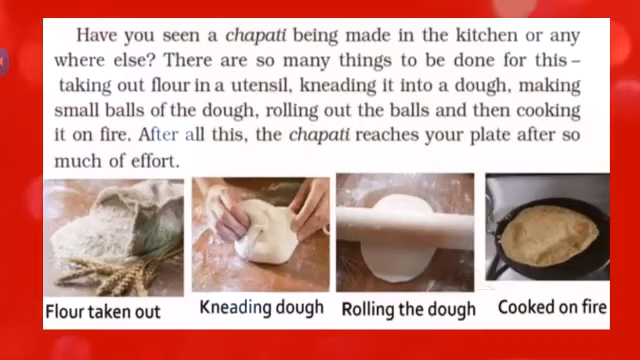 Have you seen a chapati being made in the kitchen or any
where else? There are so many things to be done for this –
taking out flour in a utensil, kneading it into a dough, making
small balls of the dough, rolling out the balls and then cooking
it on fire. After all this, the chapati reaches your plate after so
much of effort.
Flour taken out
Kneading dough
Rolling the dough
Cooked on fire